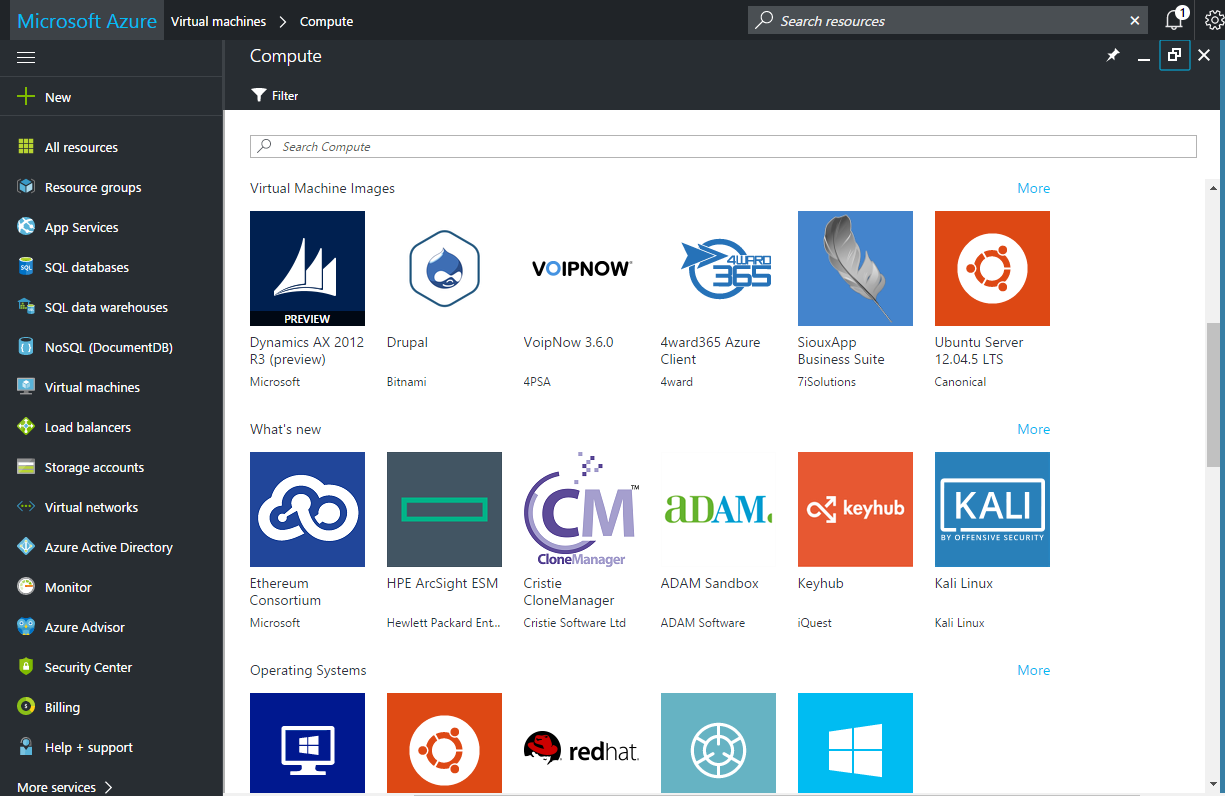 Microsoft Azure Virtual machines Compute
Search resources
1
Compute
Filter
New
All resources
Resource groups
App Services
SQL
SQL databases
SQL data warehouses
NoSQL (DocumentDB)
Virtual machines
Load balancers
Storage accounts
Virtual networks
Azure Active Directory
Monitor
Azure Advisor
Security Center
Billing
Help + support
More services
Search Compute
Virtual Machine Images
More
PREVIEW
Dynamics AX 2012
R3 (preview)
Microsoft
Drupal
Bitnami
VOIPNOW®
VoipNow 3.6.0
4PSA
4WARD
365
4ward365 Azure
Client
4ward
SiouxApp
Business Suite
7iSolutions
Ubuntu Server
12.04.5 LTS
Canonical
What's new
More
Ethereum
Consortium
Microsoft
HPE ArcSight ESM
Hewlett Packard Ent...
CM™
CloneManager
Cristie
CloneManager
Cristie Software Ltd
ADAM.
ADAM Sandbox
ADAM Software
keyhub
Keyhub
iQuest
KALI
BY OFFENSIVE SECURITY
Kali Linux
Kali Linux
Operating Systems
More
redhat.